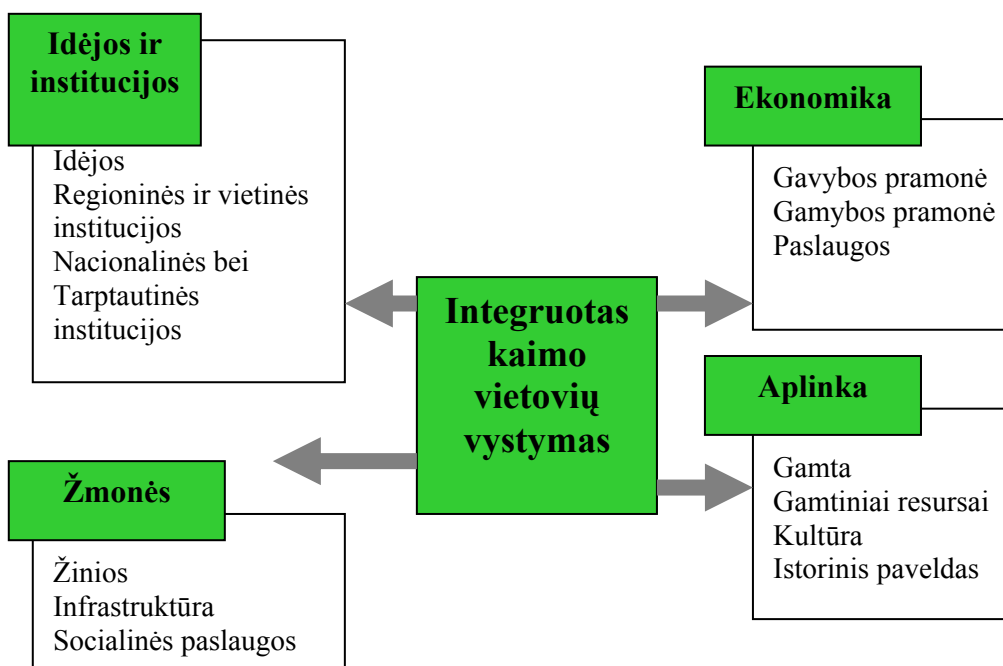 Idėjos ir
institucijos
Idėjos
Regioninės ir vietinės
institucijos
Nacionalinės bei
Tarptautinės
institucijos
Ekonomika
Gavybos pramonė
Gamybos pramonė
Paslaugos
Integruotas
kaimo
vietovių
vystymas
Aplinka
Gamta
Gamtiniai resursai
Kultūra
Istorinis paveldas
Žmonės
Žinios
Infrastruktūra
Socialinės paslaugos